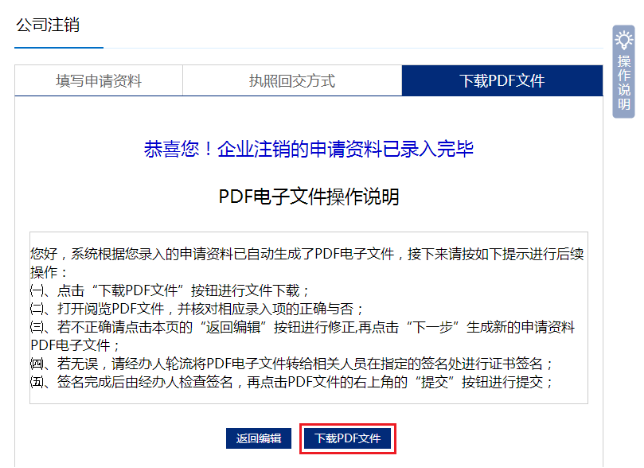 公司注销
操作说明
填写申请资料 执照回交方式 下载PDF文件
恭喜您！企业注销的申请资料已录入完毕
PDF电子文件操作说明
您好，系统根据您录入的申请资料已自动生成了PDF电子文件，接下来请按如下提示进行后续
操作：
㈠、点击“下载PDF文件”按钮进行文件下载；
㈡、打开阅览PDF文件，并核对相应录入项的正确与否；
㈢、若不正确请点击本页的“返回编辑”按钮进行修正,再点击“下一步”生成新的申请资料
PDF电子文件；
㈣、若无误，请经办人轮流将PDF电子文件转给相关人员在指定的签名处进行证书签名；
㈤、签名完成后由经办人检查签名，再点击PDF文件的右上角的“提交”按钮进行提交；
返回编辑 下载PDF文件